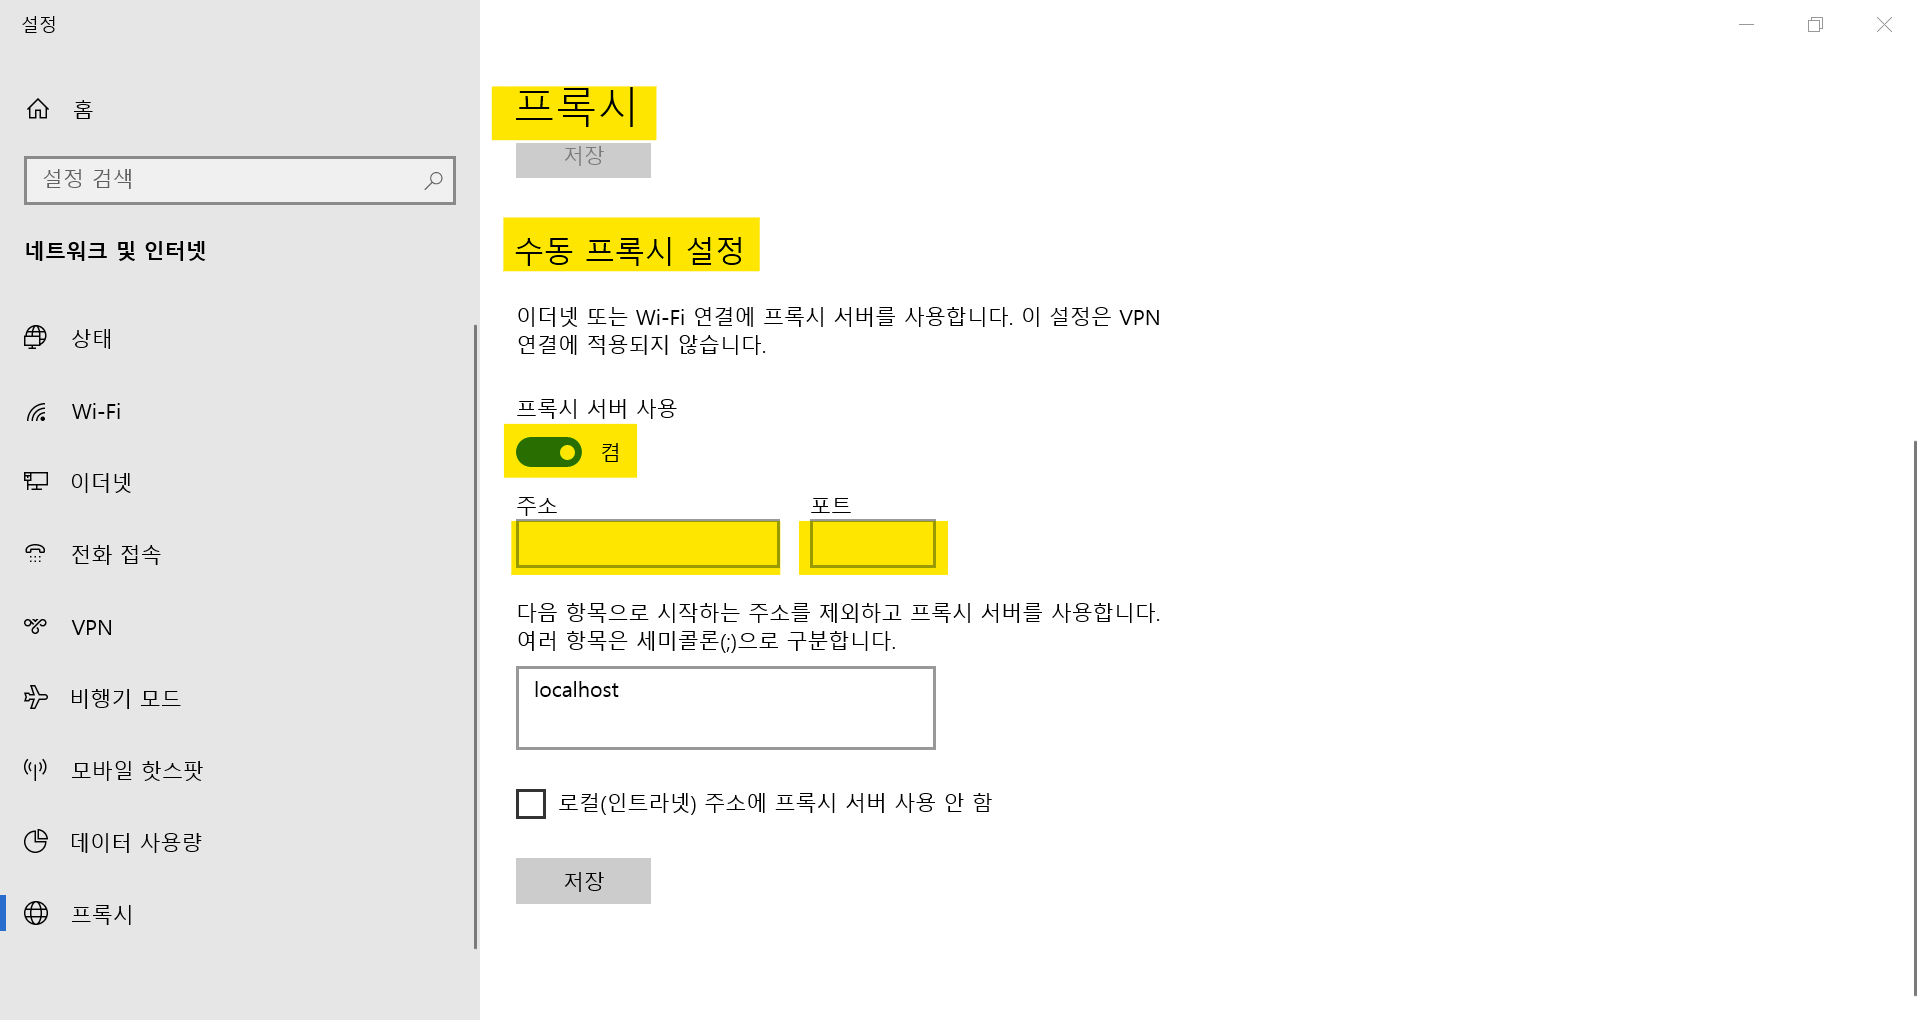 설정
홈
설정 검색
네트워크 및 인터넷
상태
Wi-Fi
이더넷
전화 접속
VPN
비행기 모드
모바일 핫스팟
데이터 사용량
프록시
프록시
저장
수동 프록시 설정
이더넷 또는 Wi-Fi 연결에 프록시 서버를 사용합니다. 이 설정은 VPN
연결에 적용되지 않습니다.
프록시 서버 사용
켬
주소 포트
다음 항목으로 시작하는 주소를 제외하고 프록시 서버를 사용합니다.
여러 항목은 세미콜론(;)으로 구분합니다.
localhost
로컬(인트라넷) 주소에 프록시 서버 사용 안 함
저장